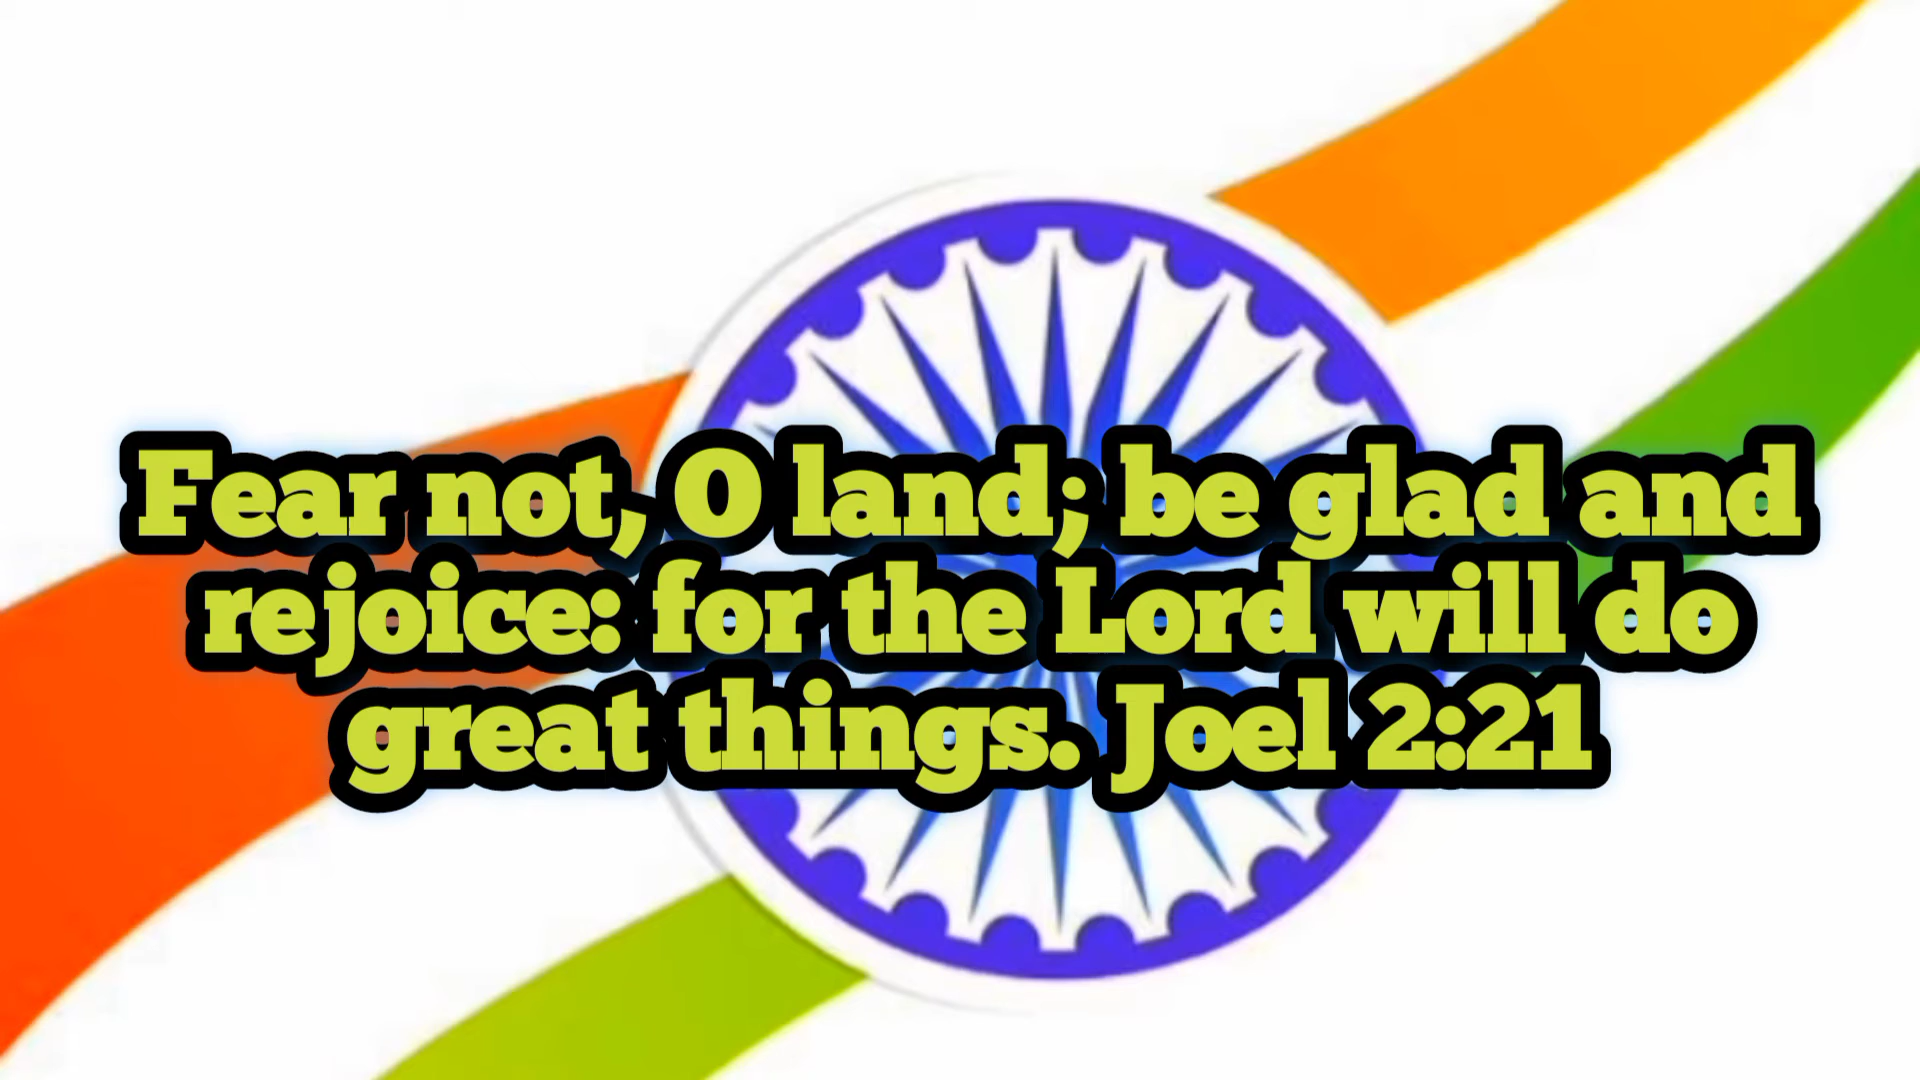 Fear not, O land; be glad and
rejoice: for the Lord will do
great things. Joel 2:21